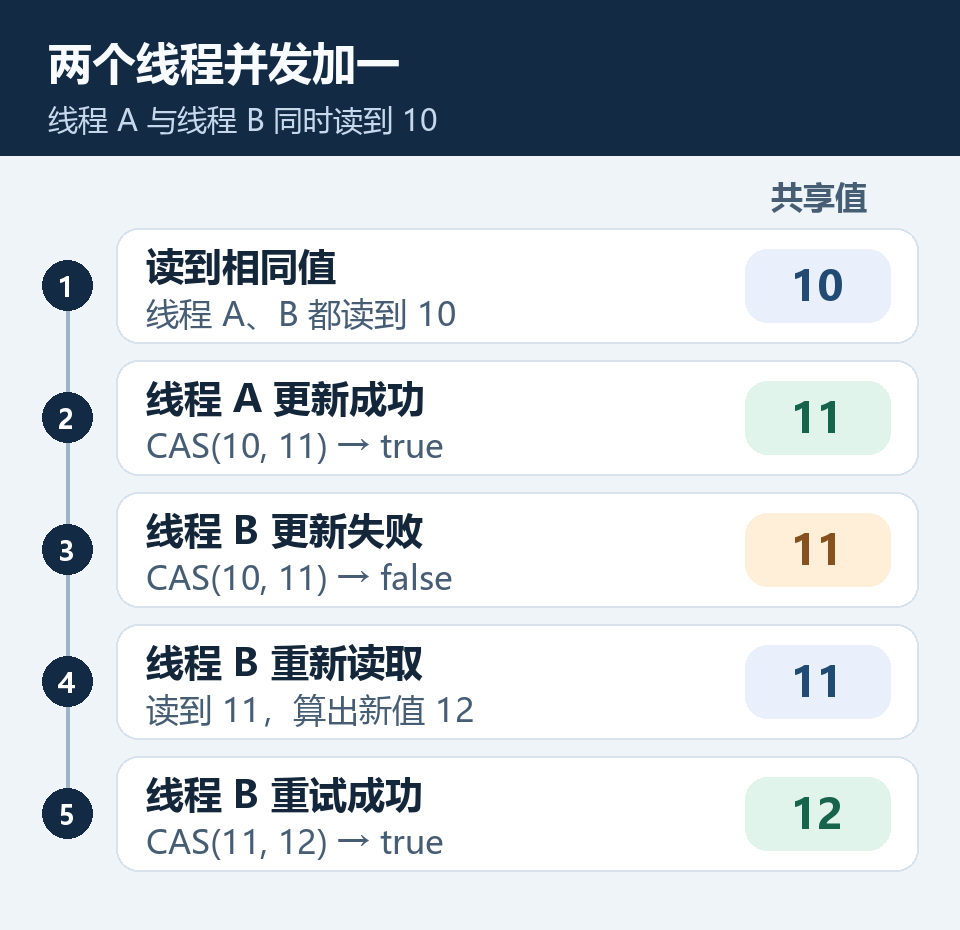 两个线程并发加一
线程 A 与线程 B 同时读到 10
共享值
1
读到相同值
线程 A、B 都读到 10
10
2
线程 A 更新成功
CAS(10, 11) → true
11
3
线程 B 更新失败
CAS(10, 11) → false
11
4
线程 B 重新读取
读到 11，算出新值 12
11
5
线程 B 重试成功
CAS(11, 12) → true
12